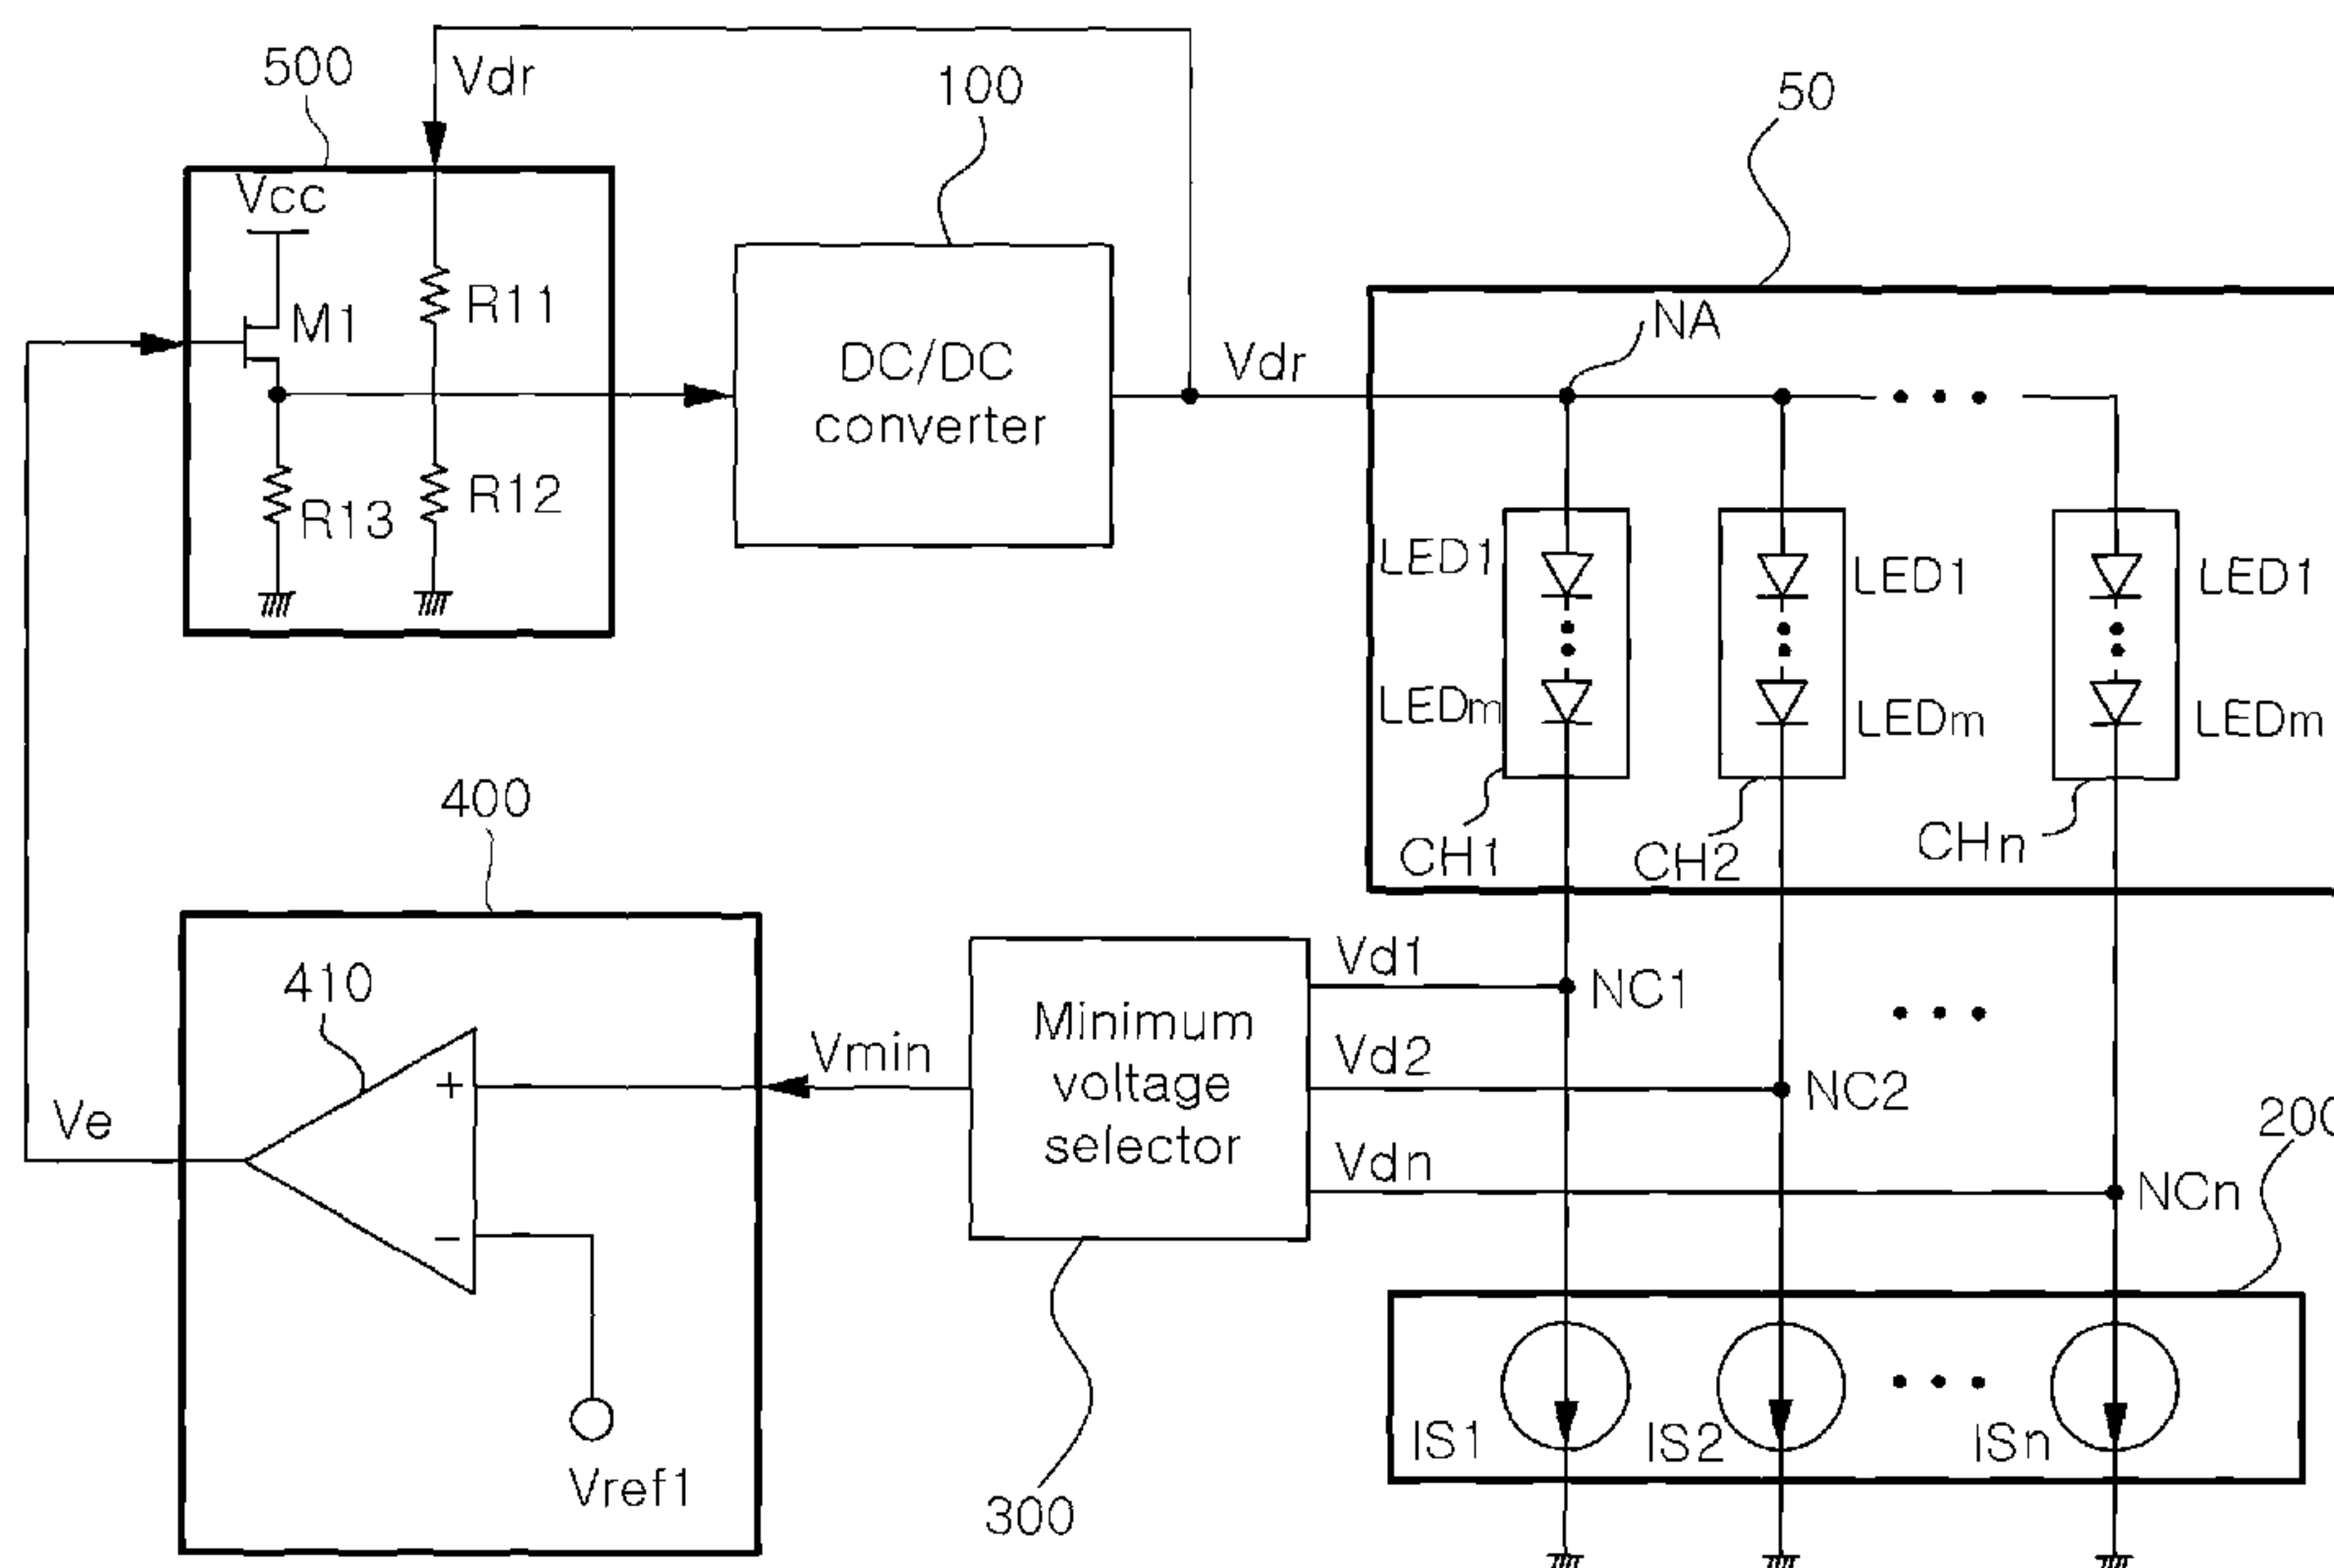 500
Vdr
100
50
Vcc
M1
R11
R13
R12
DC/DC
converter
Vdr
NA
LED1
LED1
LED1
LEDm
LEDm
LEDm
CH1
CH2
CHn
400
410
+
−
Ve
Vref1
Vmin
Minimum
voltage
selector
300
Vd1
Vd2
Vdn
NC1
NC2
NCn
200
IS1
IS2
ISn